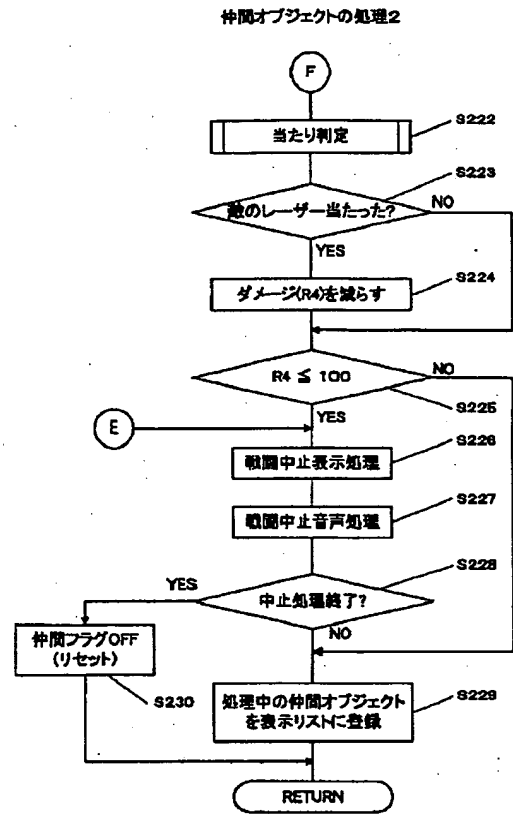 仲間オブジェクトの処理2
F
当たり判定
S222
敵のレーザー当たった?
S223
NO
YES
ダメージ(R4)を減らす
S224
R4 ≦ 100
NO
S225
YES
E
戦闘中止表示処理
S226
戦闘中止音声処理
S227
中止処理終了?
S228
YES
NO
仲間フラグOFF
(リセット)
S230
処理中の仲間オブジェクト
を表示リストに登録
S229
RETURN